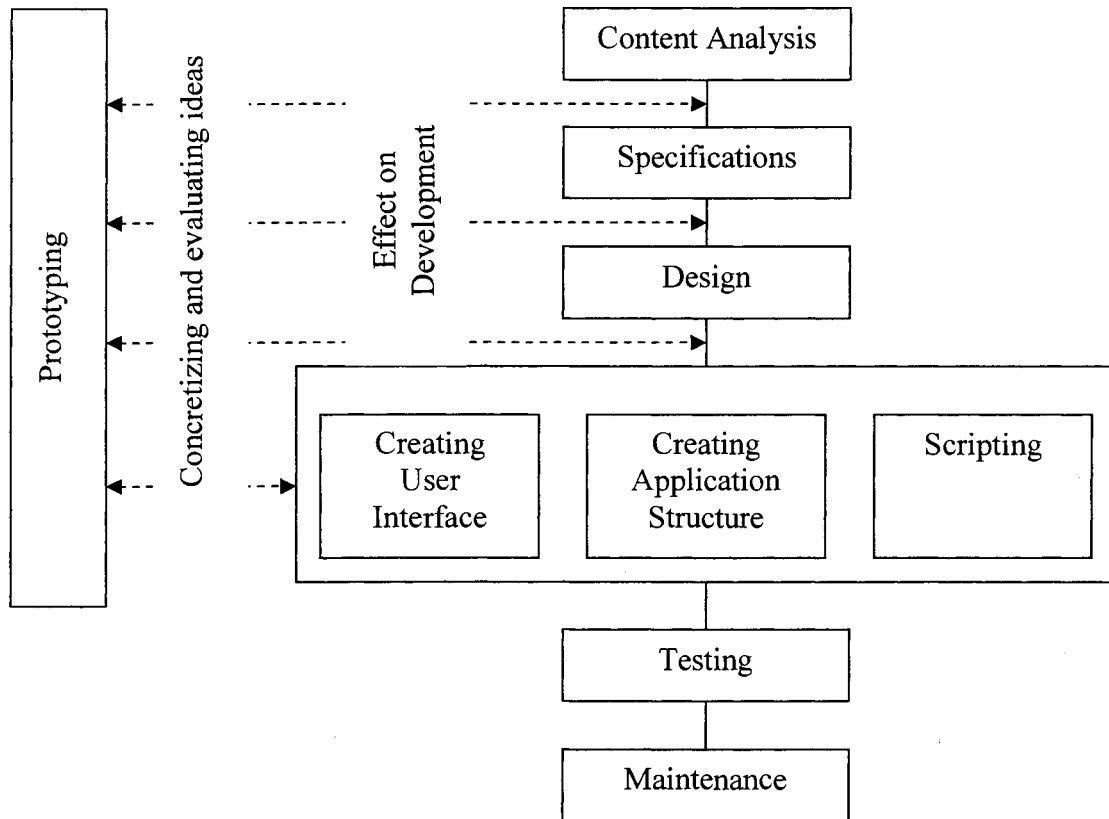 Content Analysis
Specifications
Design
Prototyping
Concretizing and evaluating ideas
Effect on
Development
Creating
User
Interface
Creating
Application
Structure
Scripting
Testing
Maintenance